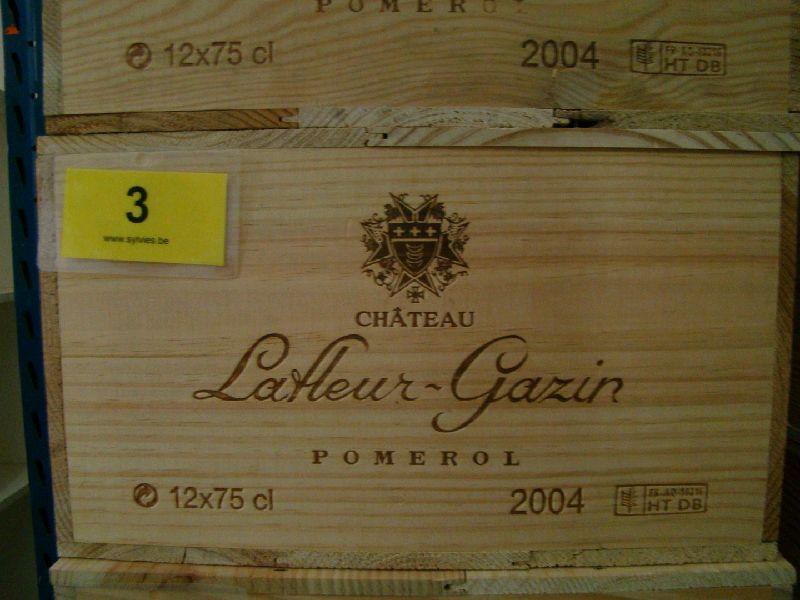 POMEROL
12x75 cl 2004
HT DB
3
www.sylvies.be
CHÂTEAU
Lafleur-Gazin
POMEROL
12x75 cl 2004
HT DB